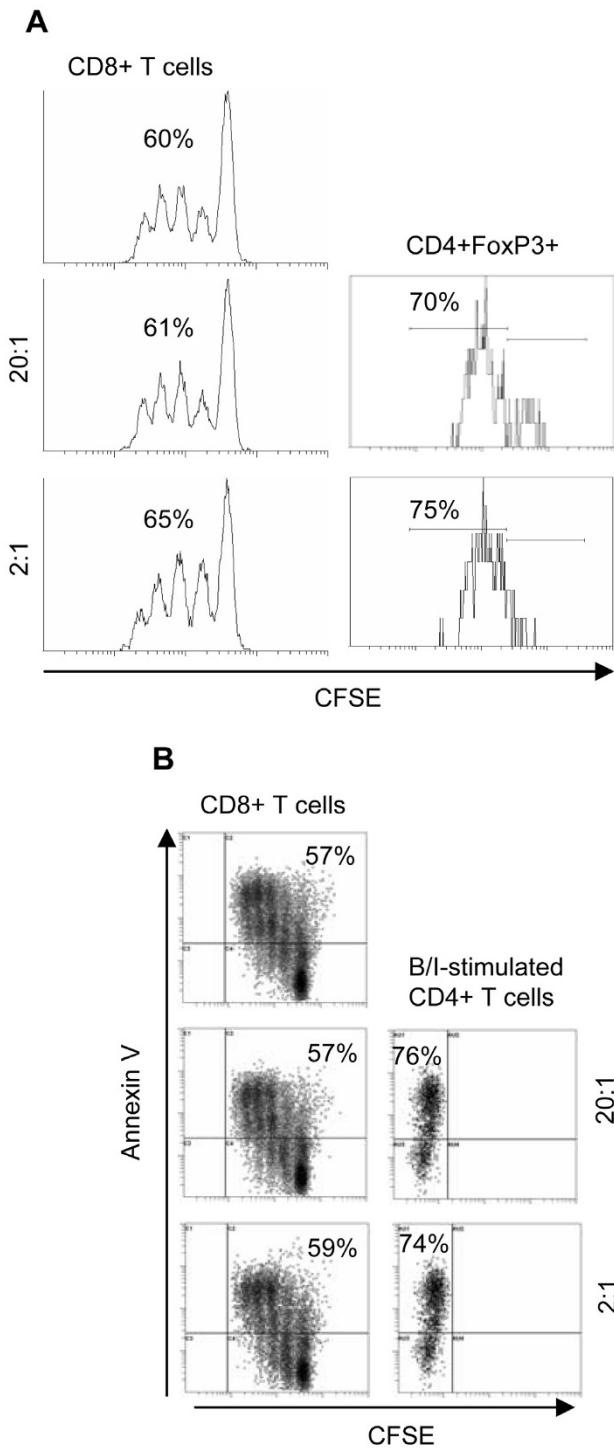 A
CD8+ T cells
60%
CD4+FoxP3+
20:1
61%
70%
2:1
65%
75%
CFSE
B
CD8+ T cells
57%
B/I-stimulated
CD4+ T cells
Annexin V
57%
76%
20:1
59%
74%
2:1
CFSE